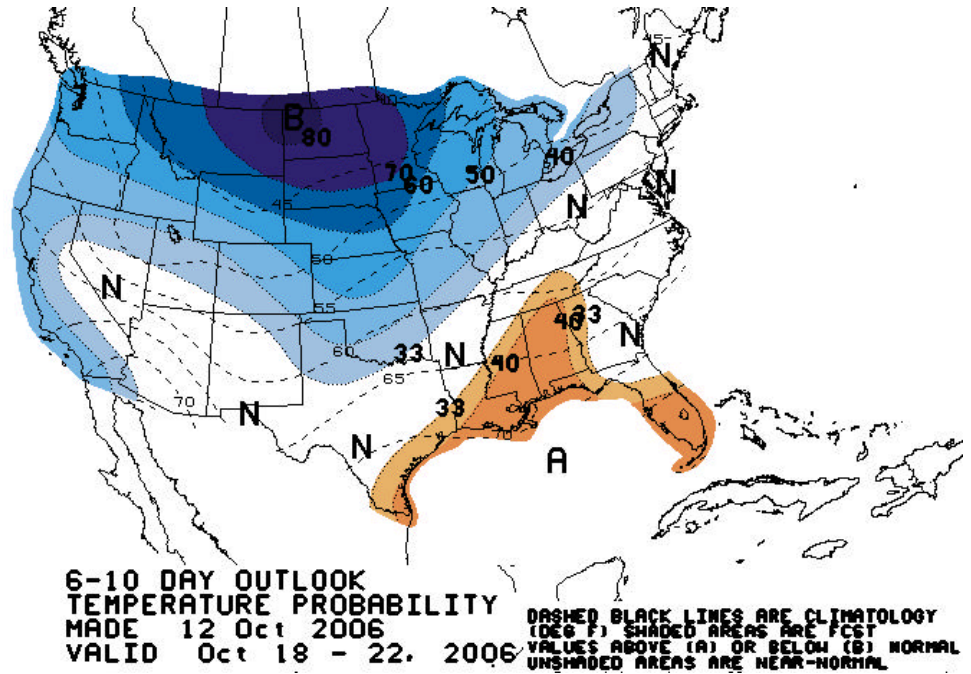 45
N
B
80
40
70
60
50
40
N
N
45
50
N
55
60
33
N
65
40
40
33
N
70
N
33
N
70
A
6-10 DAY OUTLOOK
TEMPERATURE PROBABILITY
MADE 12 Oct 2006
VALID Oct 18 - 22, 2006
DASHED BLACK LINES ARE CLIMATOLOGY
(DEG F) SHADED AREAS ARE FCST
VALUES ABOVE (A) OR BELOW (B) NORMAL
UNSHADED AREAS ARE NEAR-NORMAL